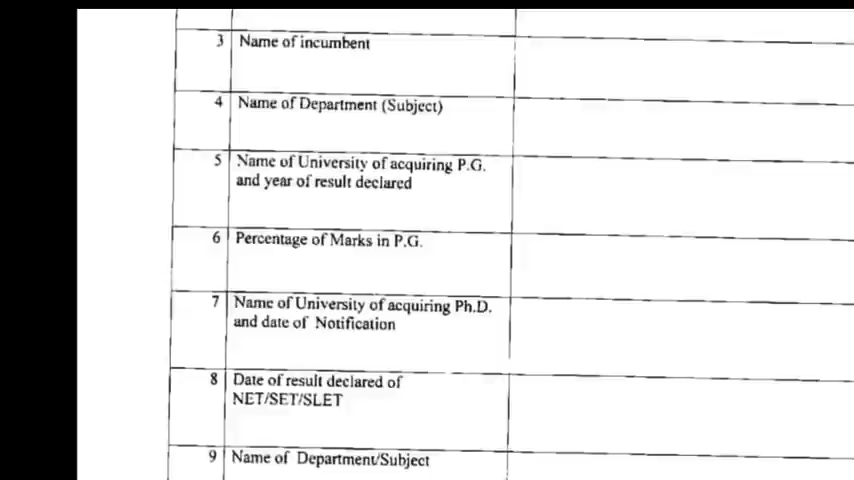 3 Name of incumbent
4 Name of Department (Subject)
5 Name of University of acquiring P.G.
and year of result declared
6 Percentage of Marks in P.G.
7 Name of University of acquiring Ph.D.
and date of Notification
8 Date of result declared of
NET/SET/SLET
9 Name of Department/Subject